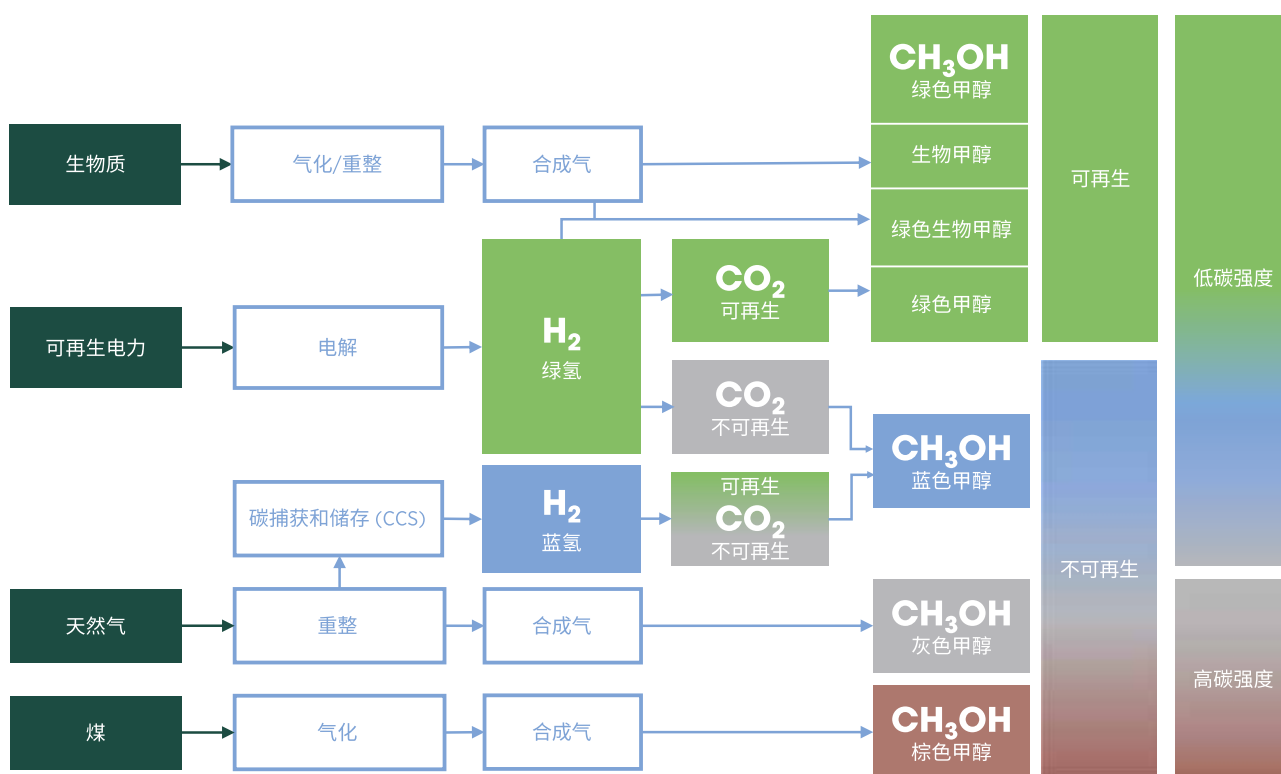 CH₃OH
绿色甲醇
生物质
气化/重整
合成气
生物甲醇
可再生
绿色生物甲醇
低碳强度
CO₂
可再生
绿色甲醇
可再生电力
电解
H₂
绿氢
CO₂
不可再生
CH₃OH
蓝色甲醇
碳捕获和储存 (CCS)
H₂
蓝氢
可再生
CO₂
不可再生
不可再生
天然气
重整
合成气
CH₃OH
灰色甲醇
高碳强度
煤
气化
合成气
CH₃OH
棕色甲醇